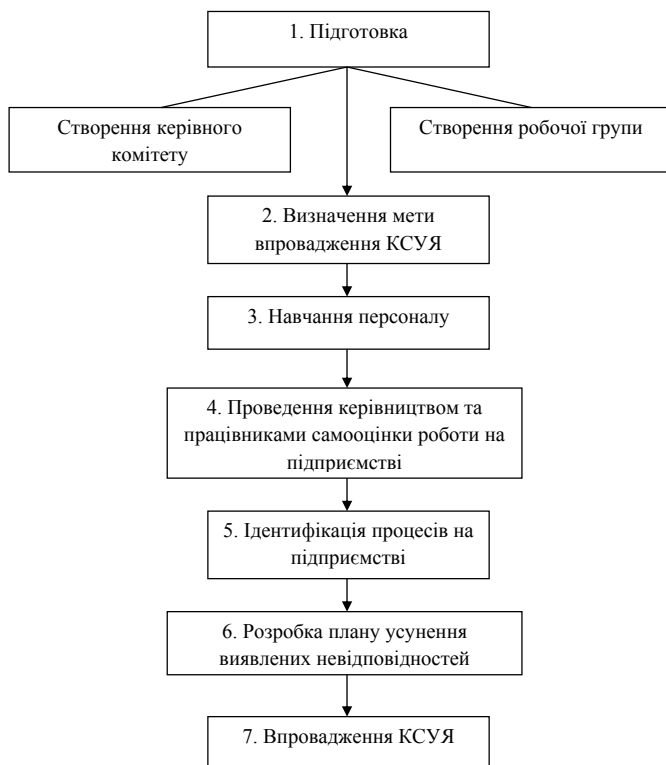 1. Підготовка
Створення керівного
комітету
Створення робочої групи
2. Визначення мети
впровадження КСУЯ
3. Навчання персоналу
4. Проведення керівництвом та
працівниками самооцінки роботи на
підприємстві
5. Ідентифікація процесів на
підприємстві
6. Розробка плану усунення
виявлених невідповідностей
7. Впровадження КСУЯ